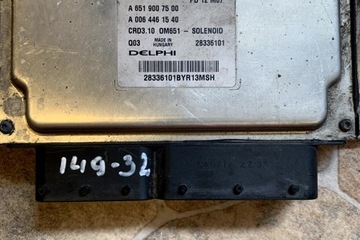 A 651 900 75 00
A 006 446 15 40
CRD3.10 OM651 - SOLENOID
Q03 MADE IN HUNGARY 28336101
DELPHI
28336101BYR13MSH
149-32